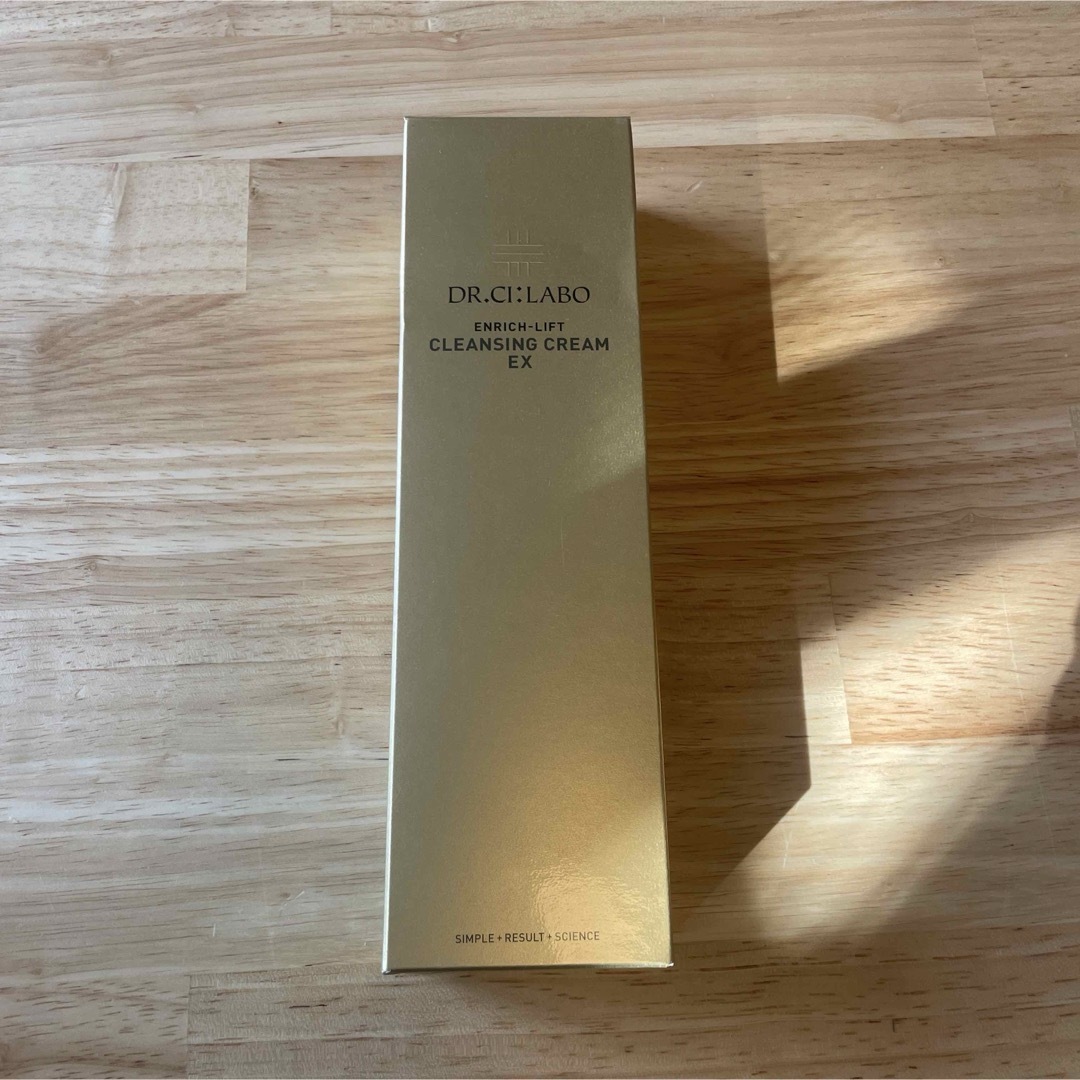 DR.CI:LABO
ENRICH-LIFT
CLEANSING CREAM
EX
SIMPLE + RESULT + SCIENCE